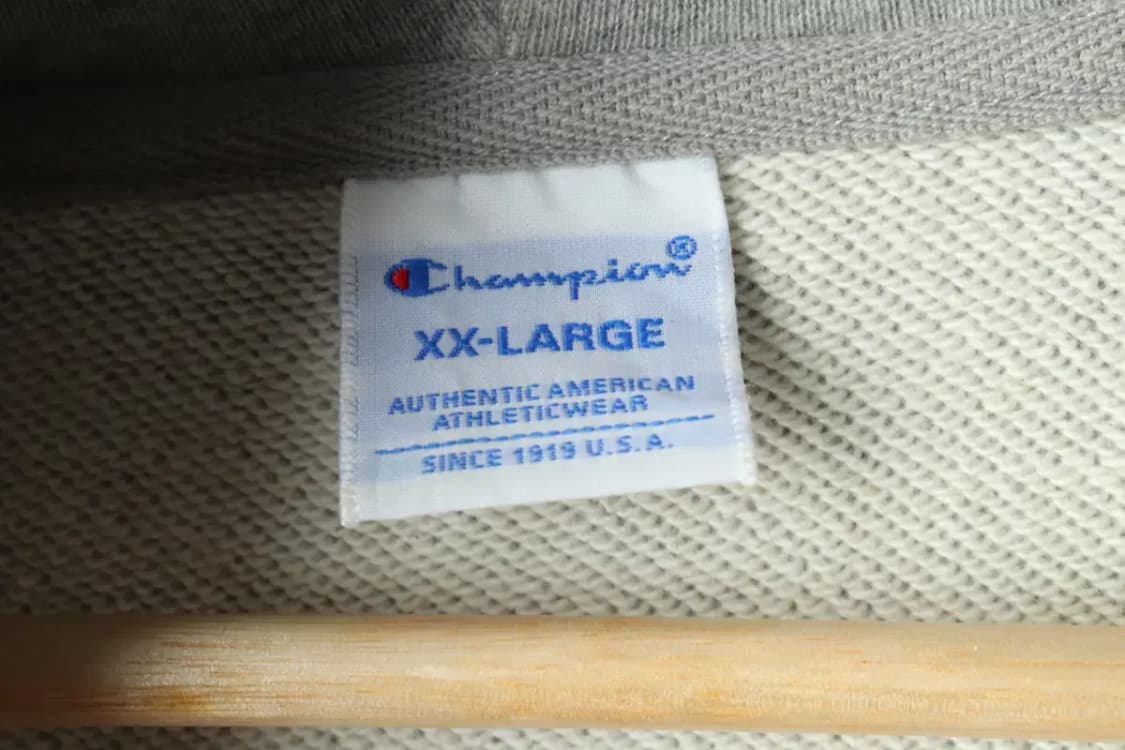 Champion®
XX-LARGE
AUTHENTIC AMERICAN
ATHLETICWEAR
SINCE 1919 U.S.A.